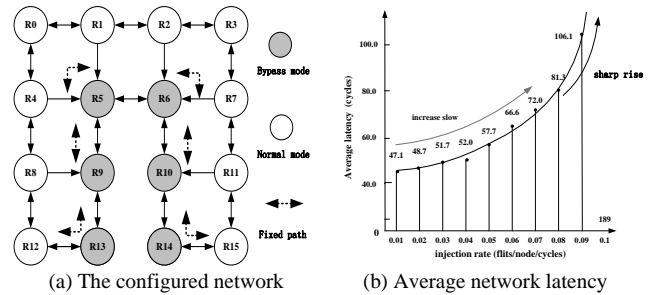 R0 R1 R2 R3
Bypass mode
R4 R5 R6 R7
Normal mode
R8 R9 R10 R11
Fixed path
R12 R13 R14 R15
(a) The configured network
Average latency (cycles)
100.0
80.0
60.0
40.0
0
increase slow
sharp rise
47.1 48.7 51.7 52.0 57.7 66.6 72.0 81.3 106.1
189
0.01 0.02 0.03 0.04 0.05 0.06 0.07 0.08 0.09 0.1
injection rate (flits/node/cycles)
(b) Average network latency